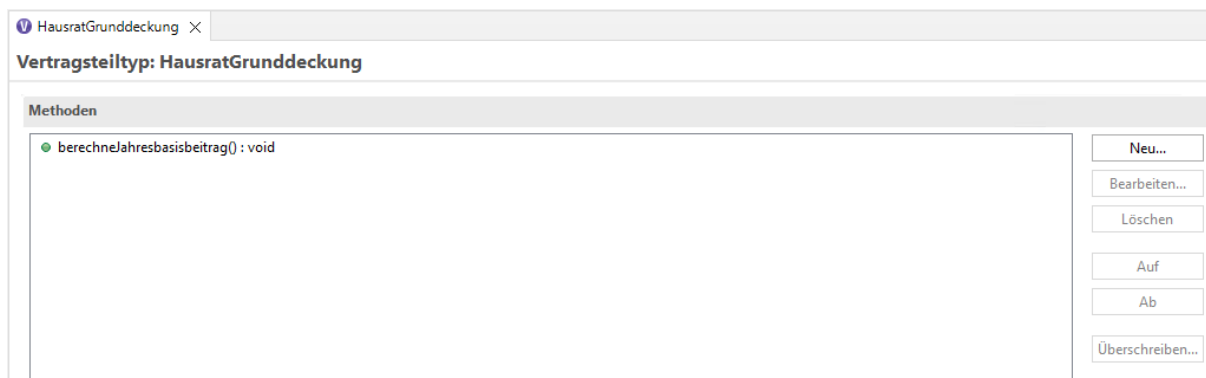 HausratGrunddeckung
Vertragsteiltyp: HausratGrunddeckung
Methoden
berechneJahresbasisbeitrag() : void
Neu...
Bearbeiten...
Löschen
Auf
Ab
Überschreiben...